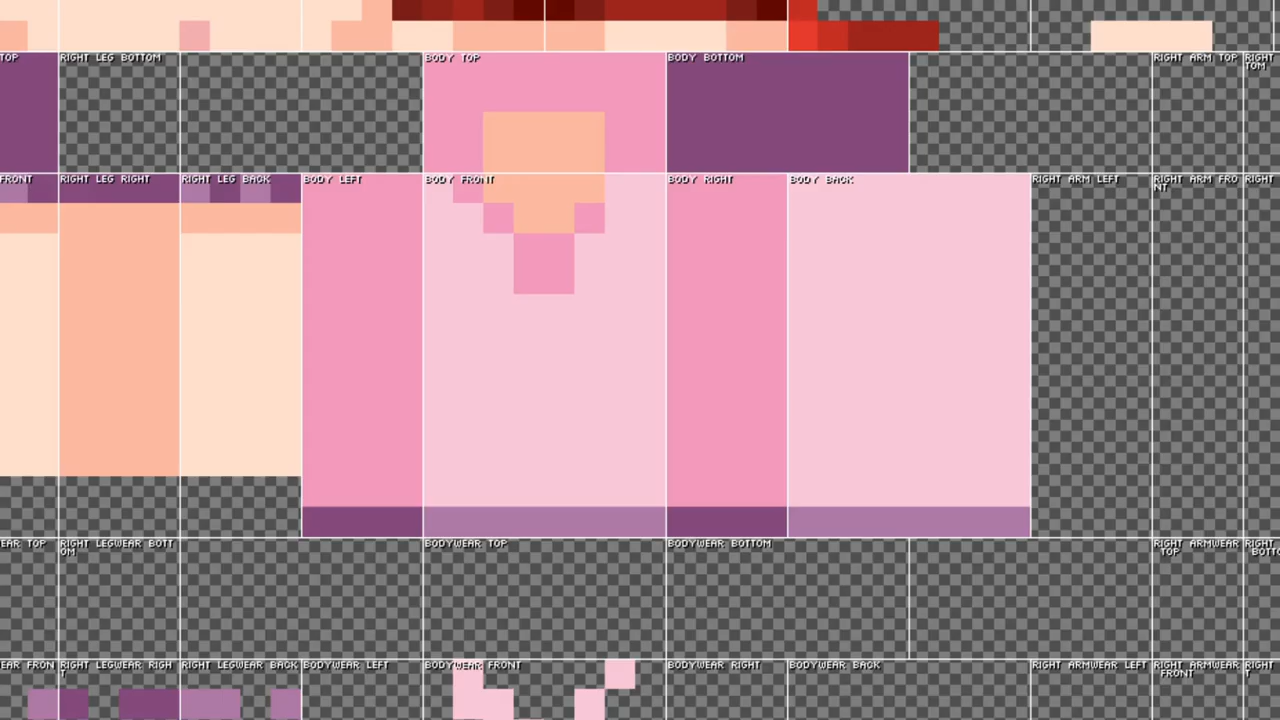 TOP
RIGHT LEG BOTTOM
BODY TOP
BODY BOTTOM
RIGHT ARM TOP
RIGHT
TOM
FRONT
RIGHT LEG RIGHT
RIGHT LEG BACK
BODY LEFT
BODY FRONT
BODY RIGHT
BODY BACK
RIGHT ARM LEFT
RIGHT ARM FRO
NT
RIGHT
EAR TOP
RIGHT LEGWEAR BOTT
OM
BODYWEAR TOP
BODYWEAR BOTTOM
RIGHT ARMWEAR
TOP
RIGHT
BOTT
EAR FRON
RIGHT LEGWEAR RIGH
T
RIGHT LEGWEAR BACK
BODYWEAR LEFT
BODYWEAR FRONT
BODYWEAR RIGHT
BODYWEAR BACK
RIGHT ARMWEAR LEFT
RIGHT ARMWEAR
FRONT
RIGHT
T